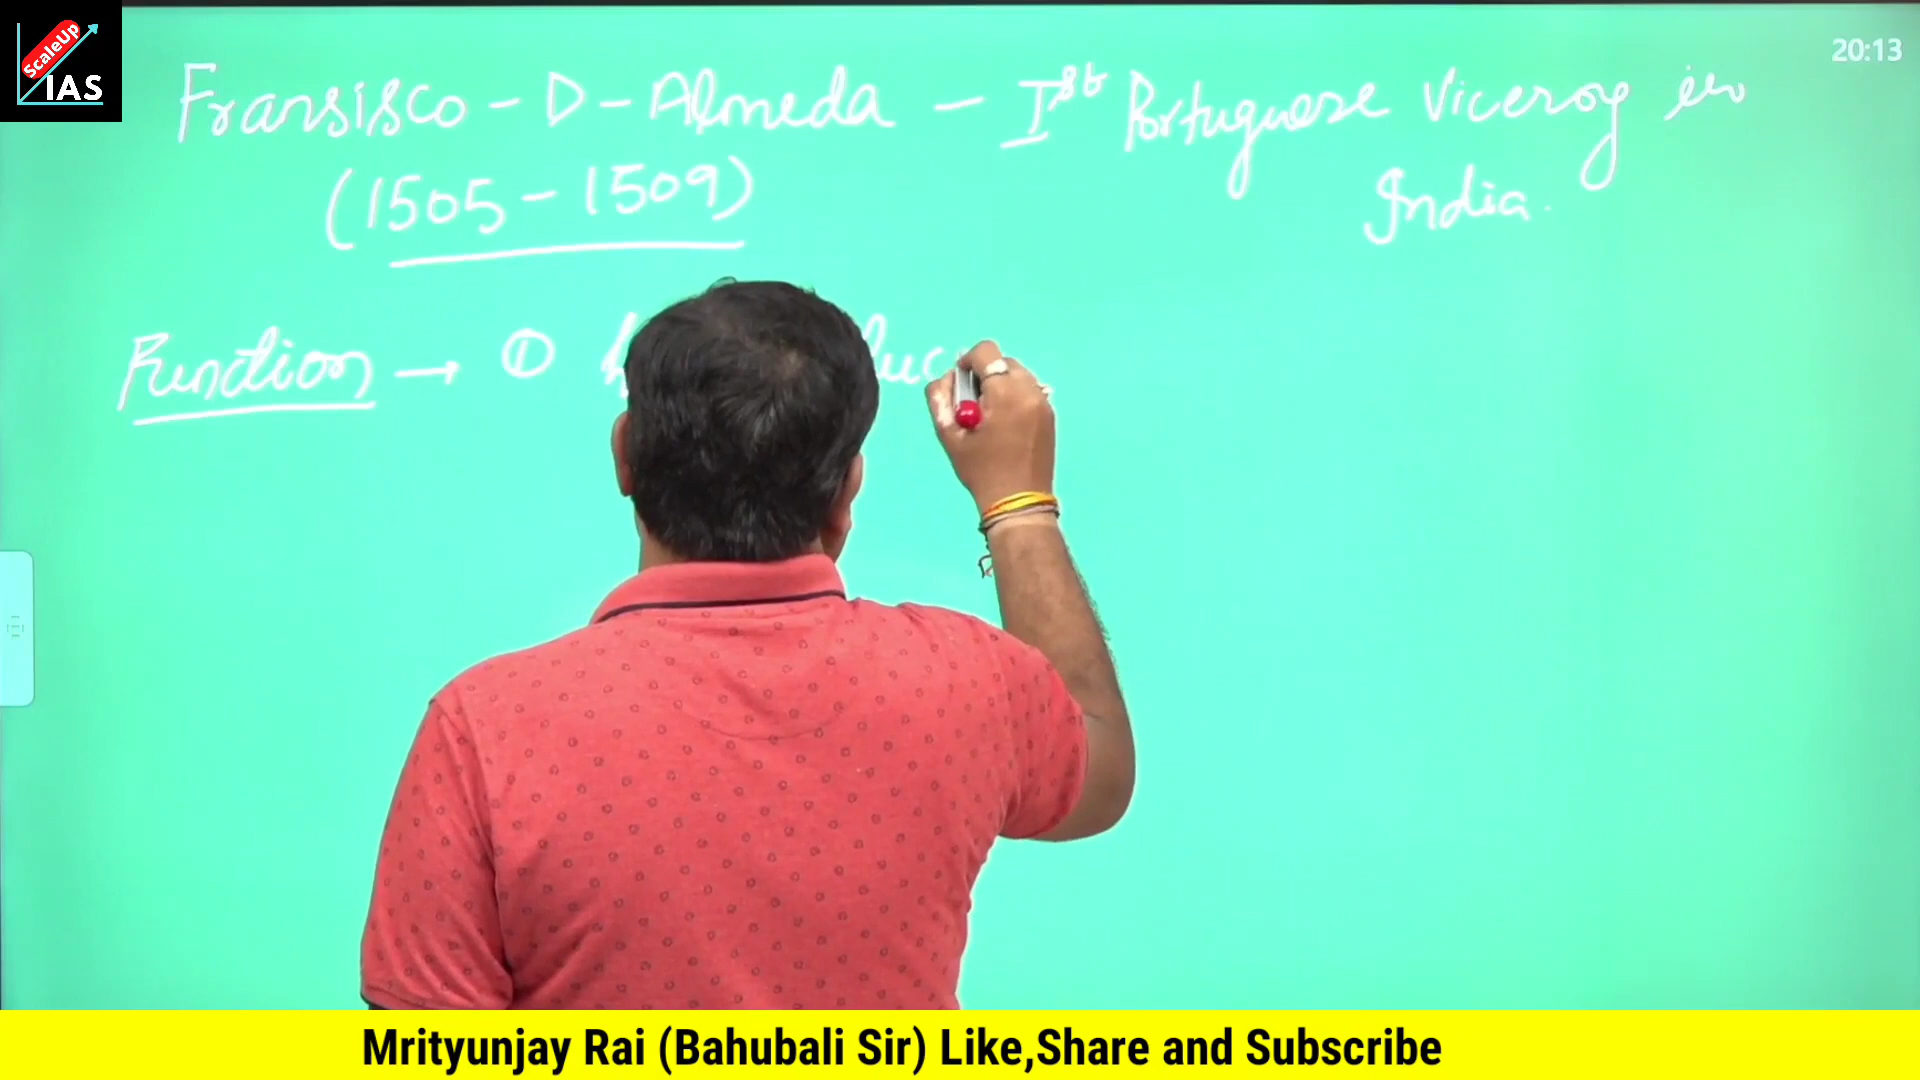 ScaleUp
IAS
20:13
Fransisco - D - Almeda - Ist Portuguese Viceroy in
India.
(1505 - 1509)
Function → ①
Mrityunjay Rai (Bahubali Sir) Like,Share and Subscribe